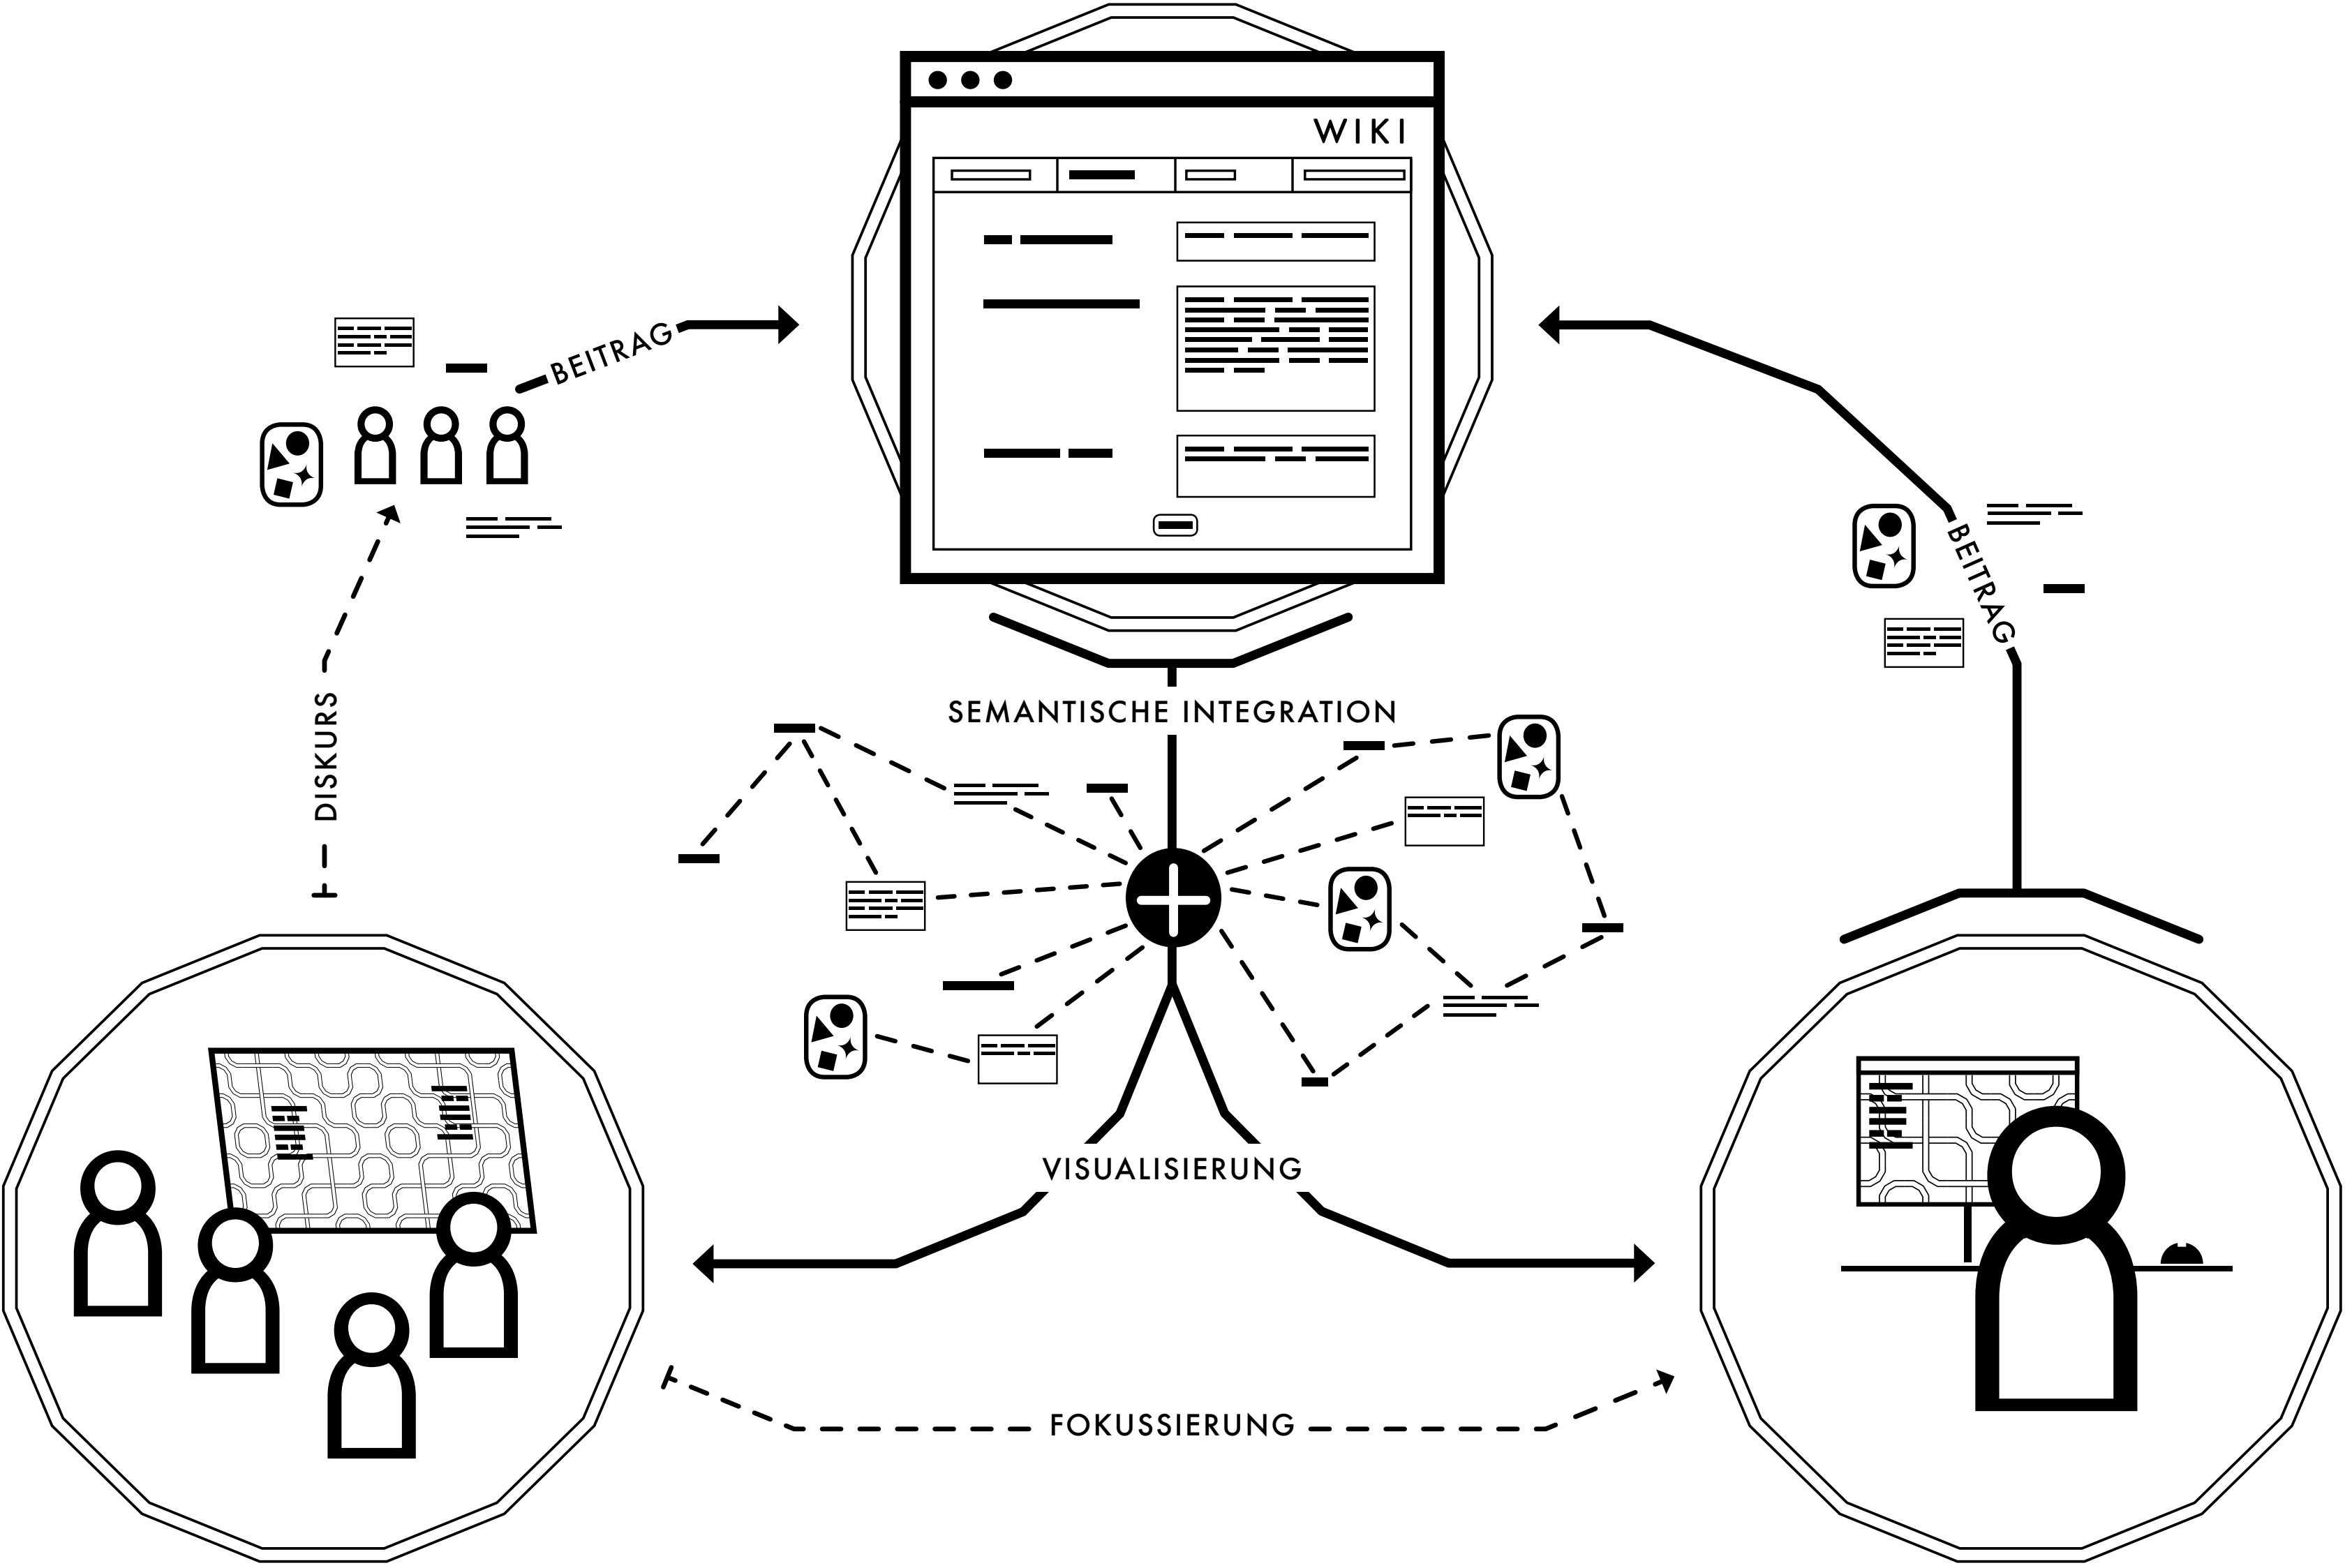 WIKI
BEITRAG
BEITRAG
DISKURS
SEMANTISCHE INTEGRATION
VISUALISIERUNG
FOKUSSIERUNG